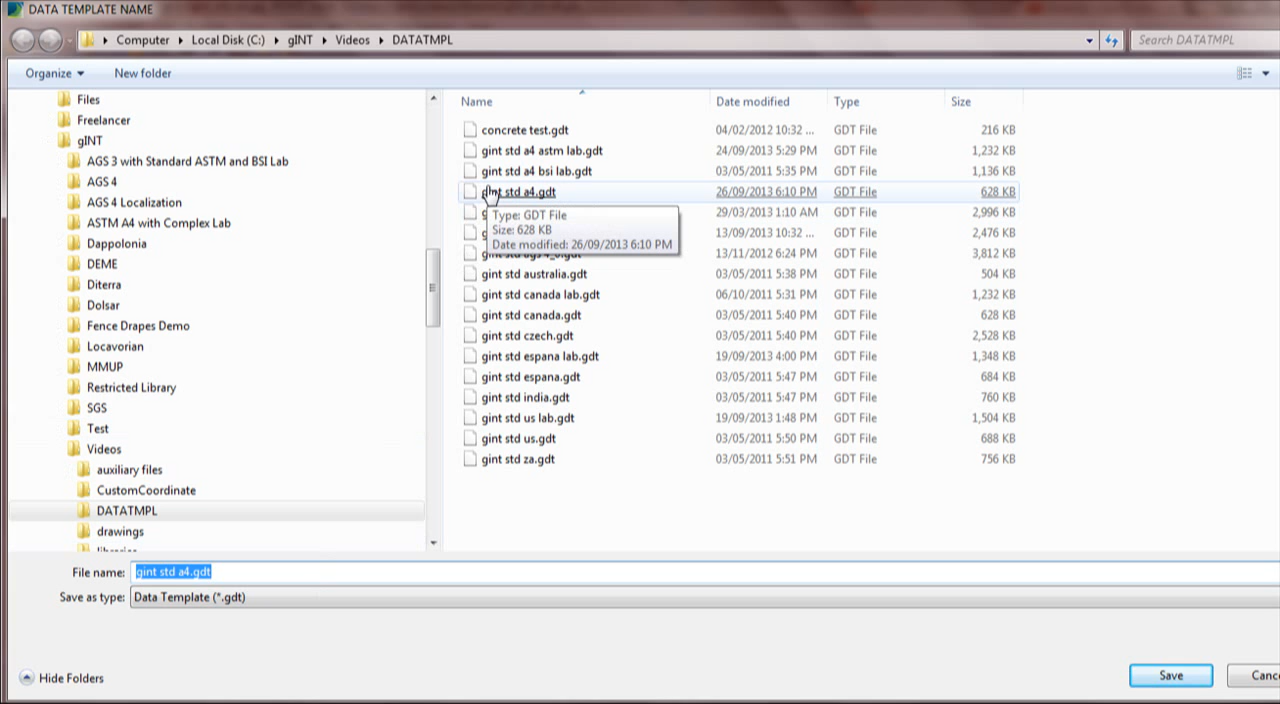 DATA TEMPLATE NAME
Computer Local Disk (C:) gINT Videos DATATMPL Search DATATMPL
Organize New folder
Files
Freelancer
gINT
AGS 3 with Standard ASTM and BSI Lab
AGS 4
AGS 4 Localization
ASTM A4 with Complex Lab
Dappolonia
DEME
Diterra
Dolsar
Fence Drapes Demo
Locavorian
MMUP
Restricted Library
SGS
Test
Videos
auxiliary files
CustomCoordinate
DATATMPL
drawings
Name Date modified Type Size
concrete test.gdt 04/02/2012 10:32 ... GDT File 216 KB
gint std a4 astm lab.gdt 24/09/2013 5:29 PM GDT File 1,232 KB
gint std a4 bsi lab.gdt 03/05/2011 5:35 PM GDT File 1,136 KB
gint std a4.gdt 26/09/2013 6:10 PM GDT File 628 KB
29/03/2013 1:10 AM GDT File 2,996 KB
13/09/2013 10:32 ... GDT File 2,476 KB
13/11/2012 6:24 PM GDT File 3,812 KB
Type: GDT File
Size: 628 KB
Date modified: 26/09/2013 6:10 PM
gint std australia.gdt 03/05/2011 5:38 PM GDT File 504 KB
gint std canada lab.gdt 06/10/2011 5:31 PM GDT File 1,232 KB
gint std canada.gdt 03/05/2011 5:40 PM GDT File 628 KB
gint std czech.gdt 03/05/2011 5:40 PM GDT File 2,528 KB
gint std espana lab.gdt 19/09/2013 4:00 PM GDT File 1,348 KB
gint std espana.gdt 03/05/2011 5:47 PM GDT File 684 KB
gint std india.gdt 03/05/2011 5:47 PM GDT File 760 KB
gint std us lab.gdt 19/09/2013 1:48 PM GDT File 1,504 KB
gint std us.gdt 03/05/2011 5:50 PM GDT File 688 KB
gint std za.gdt 03/05/2011 5:51 PM GDT File 756 KB
File name: gint std a4.gdt
Save as type: Data Template (*.gdt)
Hide Folders
Save Canc